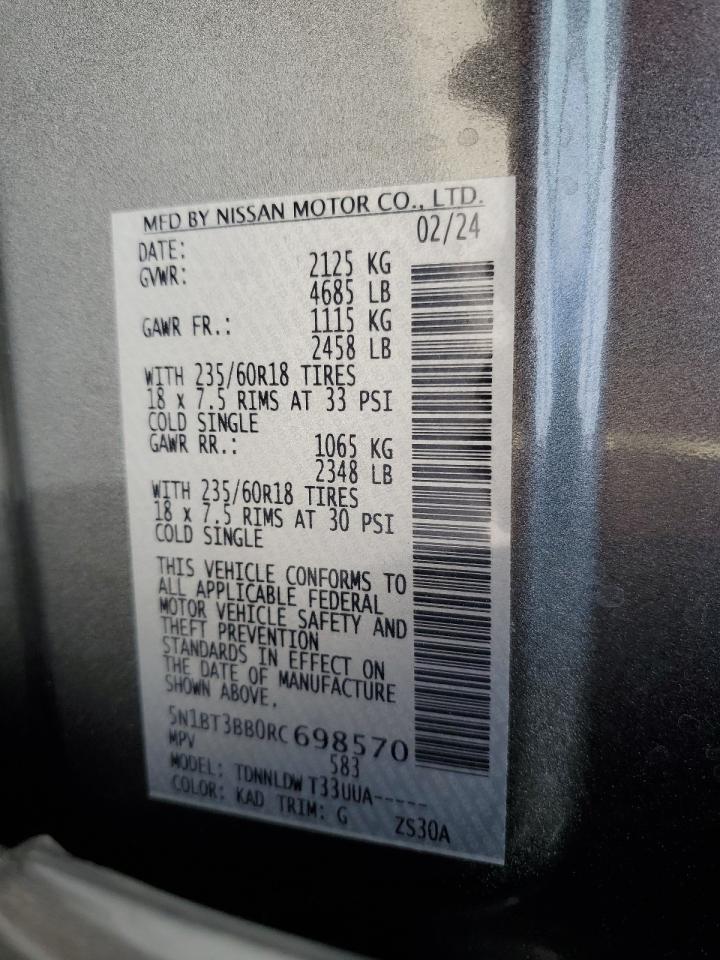 MFD BY NISSAN MOTOR CO., LTD.
DATE: 02/24
GVWR: 2125 KG
4685 LB
GAWR FR.: 1115 KG
2458 LB
WITH 235/60R18 TIRES
18 x 7.5 RIMS AT 33 PSI
COLD SINGLE
GAWR RR.: 1065 KG
2348 LB
WITH 235/60R18 TIRES
18 x 7.5 RIMS AT 30 PSI
COLD SINGLE
THIS VEHICLE CONFORMS TO
ALL APPLICABLE FEDERAL
MOTOR VEHICLE SAFETY AND
THEFT PREVENTION
STANDARDS IN EFFECT ON
THE DATE OF MANUFACTURE
SHOWN ABOVE.
5N1BT3BB0RC698570
MPV 583
MODEL: TDNNLDW T33UUA-----
COLOR: KAD TRIM: G ZS30A